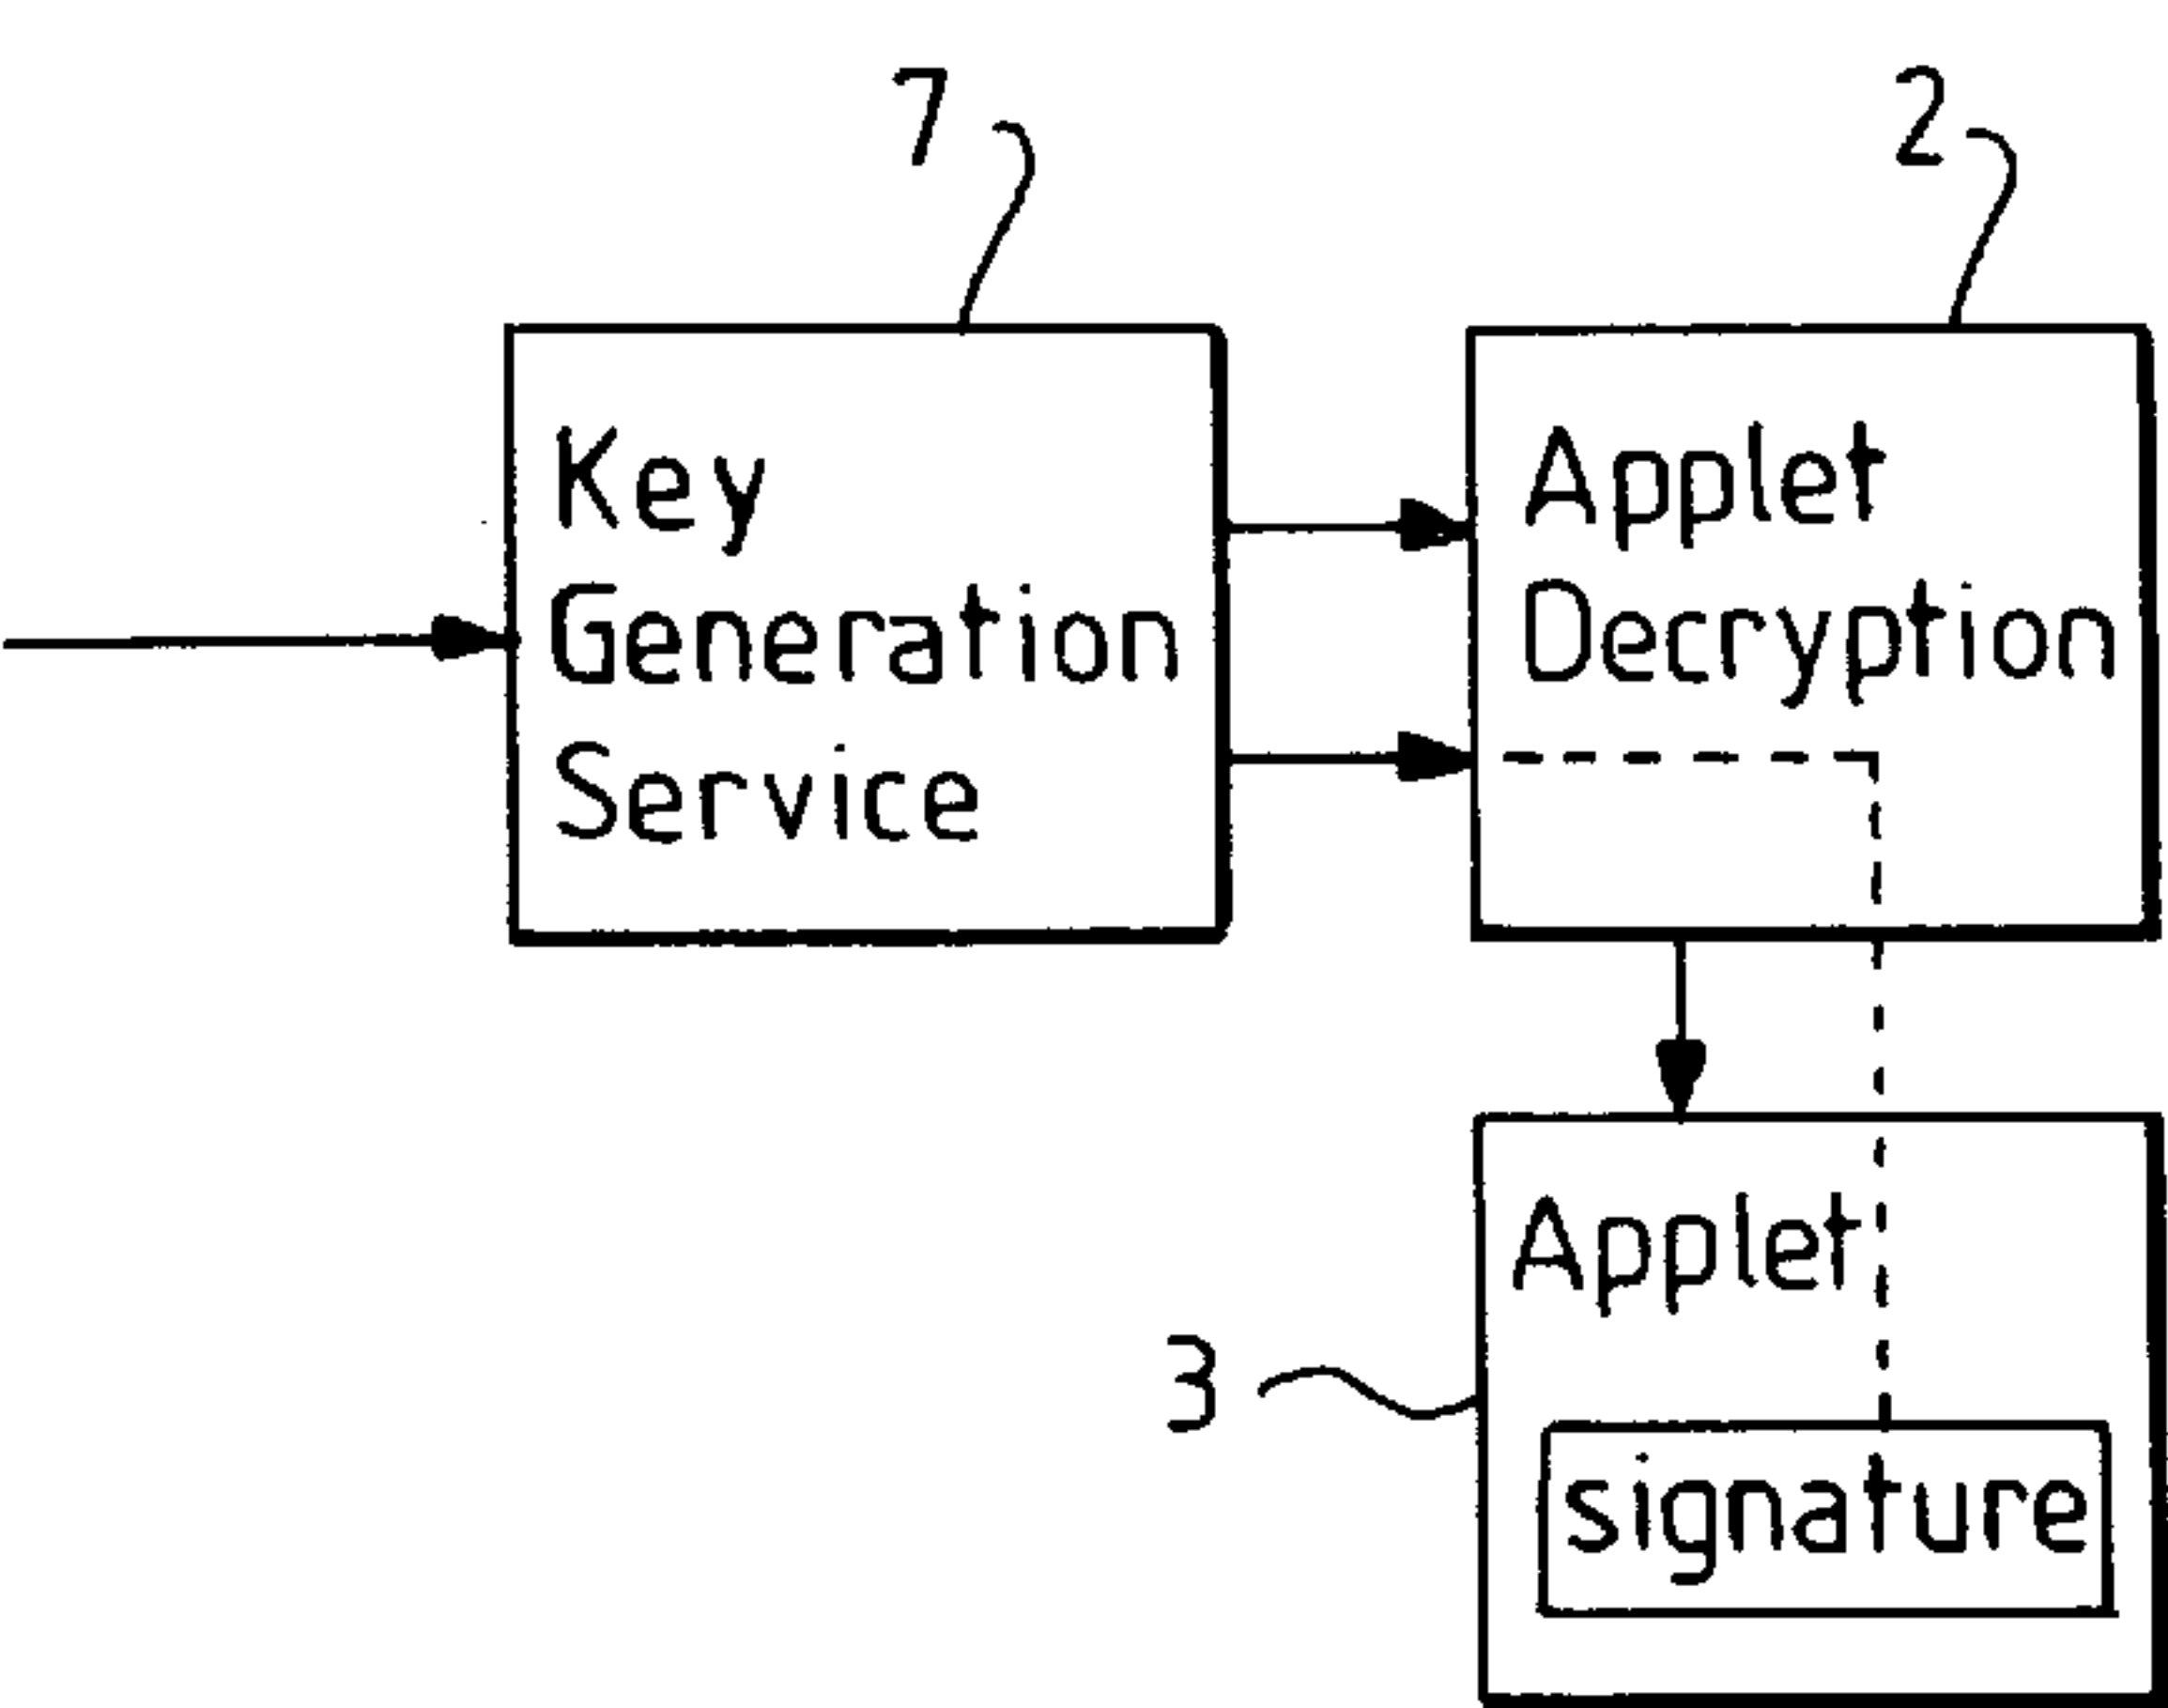 7
2
Key
Generation
Service
Applet
Decryption
Applet
3
signature